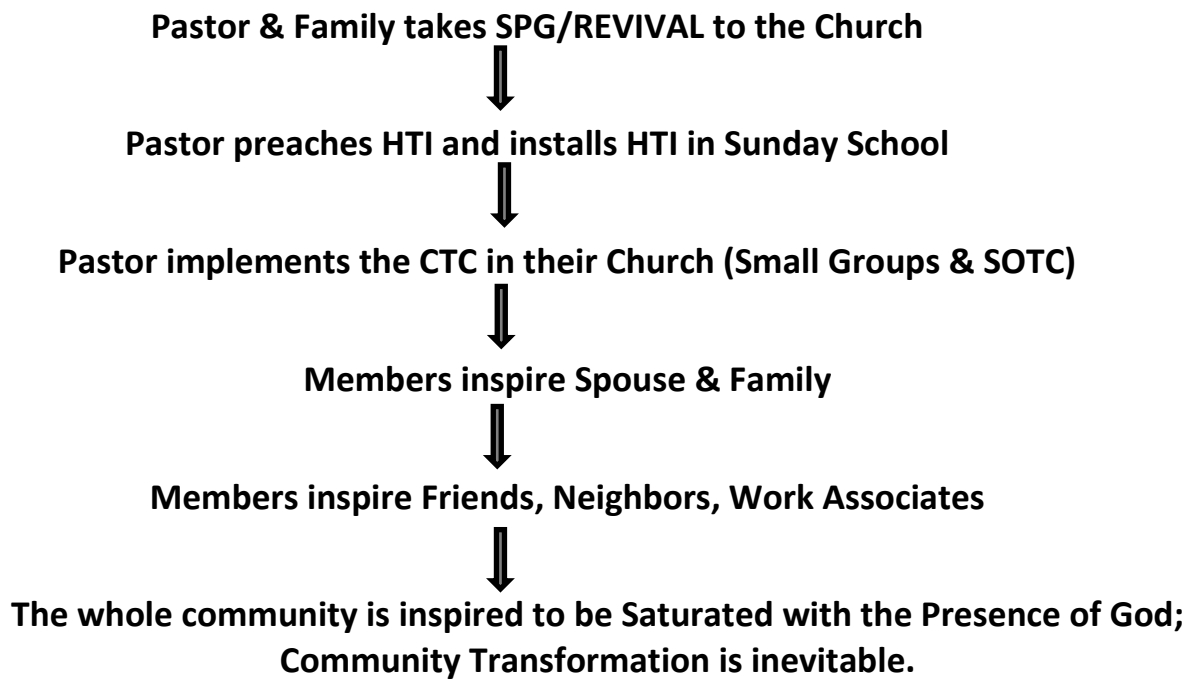 Pastor & Family takes SPG/REVIVAL to the Church
Pastor preaches HTI and installs HTI in Sunday School
Pastor implements the CTC in their Church (Small Groups & SOTC)
Members inspire Spouse & Family
Members inspire Friends, Neighbors, Work Associates
The whole community is inspired to be Saturated with the Presence of God;
Community Transformation is inevitable.